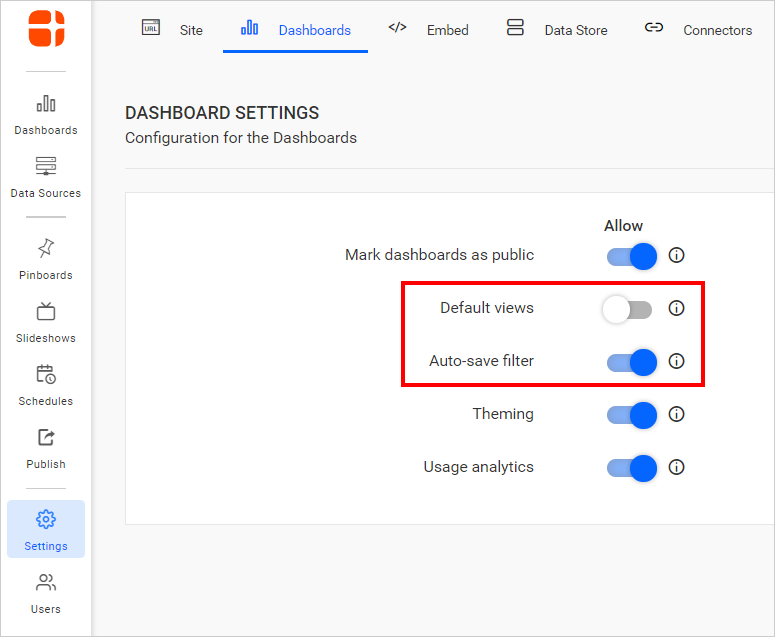 URL Site
</> Dashboards Embed Data Store Connectors
Dashboards
Data Sources
Pinboards
Slideshows
Schedules
Publish
Settings
Users
DASHBOARD SETTINGS
Configuration for the Dashboards
Allow
Mark dashboards as public
Default views
Auto-save filter
Theming
Usage analytics